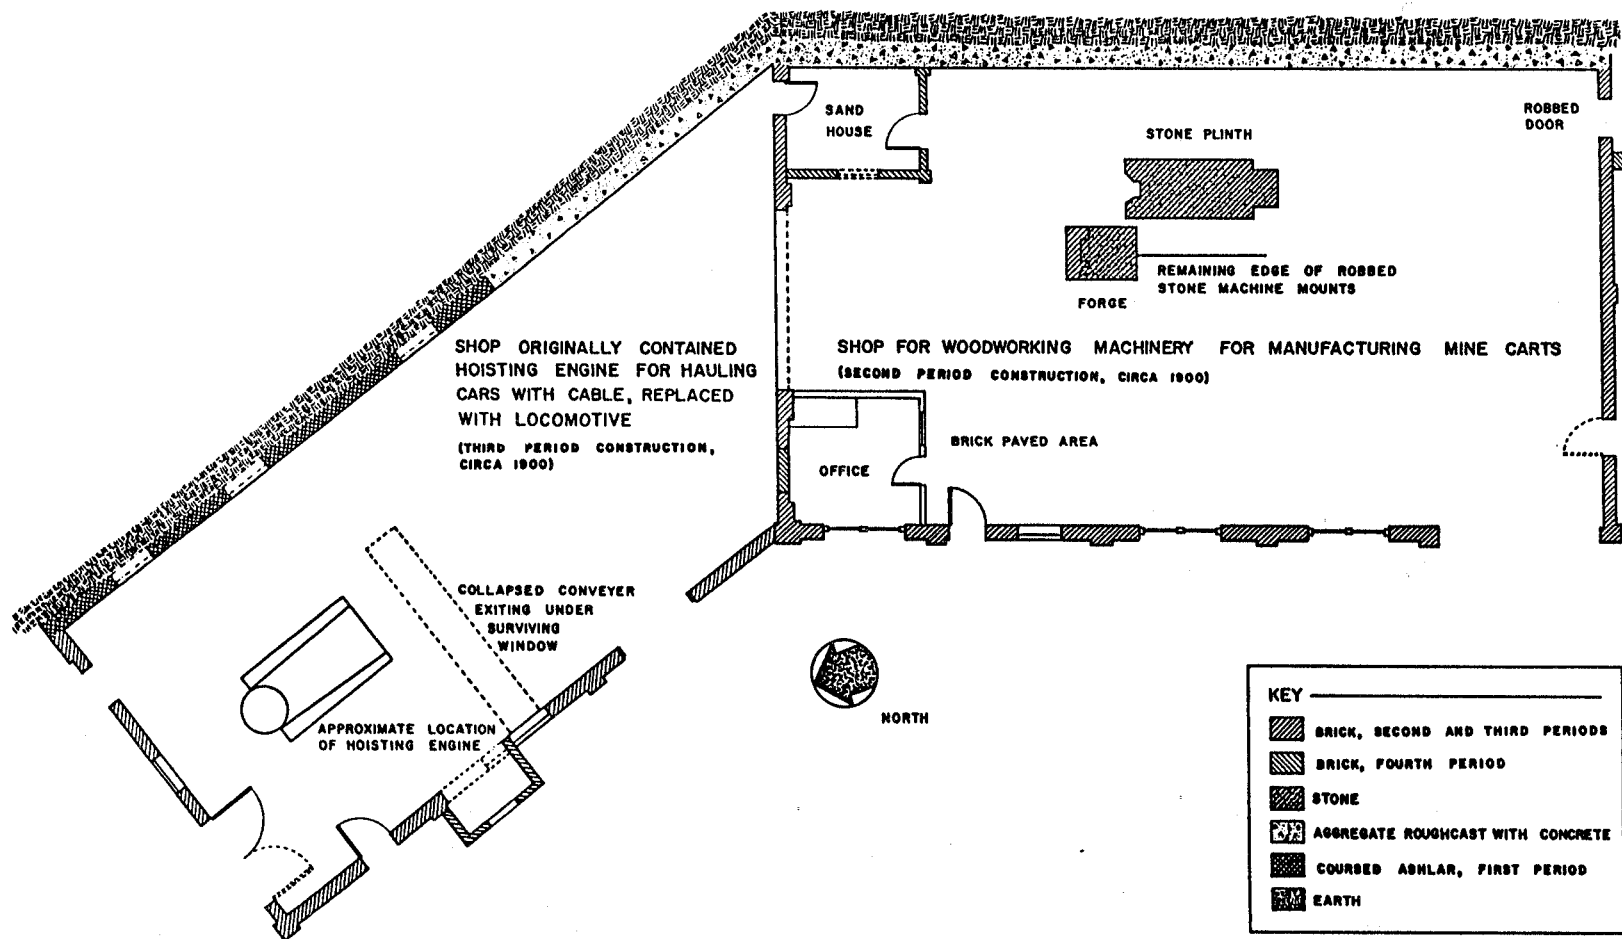 SAND
HOUSE
ROBBED
DOOR
STONE PLINTH
REMAINING EDGE OF ROBBED
STONE MACHINE MOUNTS
FORGE
SHOP ORIGINALLY CONTAINED
HOISTING ENGINE FOR HAULING
CARS WITH CABLE, REPLACED
WITH LOCOMOTIVE
(THIRD PERIOD CONSTRUCTION,
CIRCA 1900)
SHOP FOR WOODWORKING MACHINERY FOR MANUFACTURING MINE CARTS
(SECOND PERIOD CONSTRUCTION, CIRCA 1900)
BRICK PAVED AREA
OFFICE
COLLAPSED CONVEYER
EXITING UNDER
SURVIVING
WINDOW
APPROXIMATE LOCATION
OF HOISTING ENGINE
NORTH
KEY
BRICK, SECOND AND THIRD PERIODS
BRICK, FOURTH PERIOD
STONE
AGGREGATE ROUGHCAST WITH CONCRETE
COURSED ASHLAR, FIRST PERIOD
EARTH